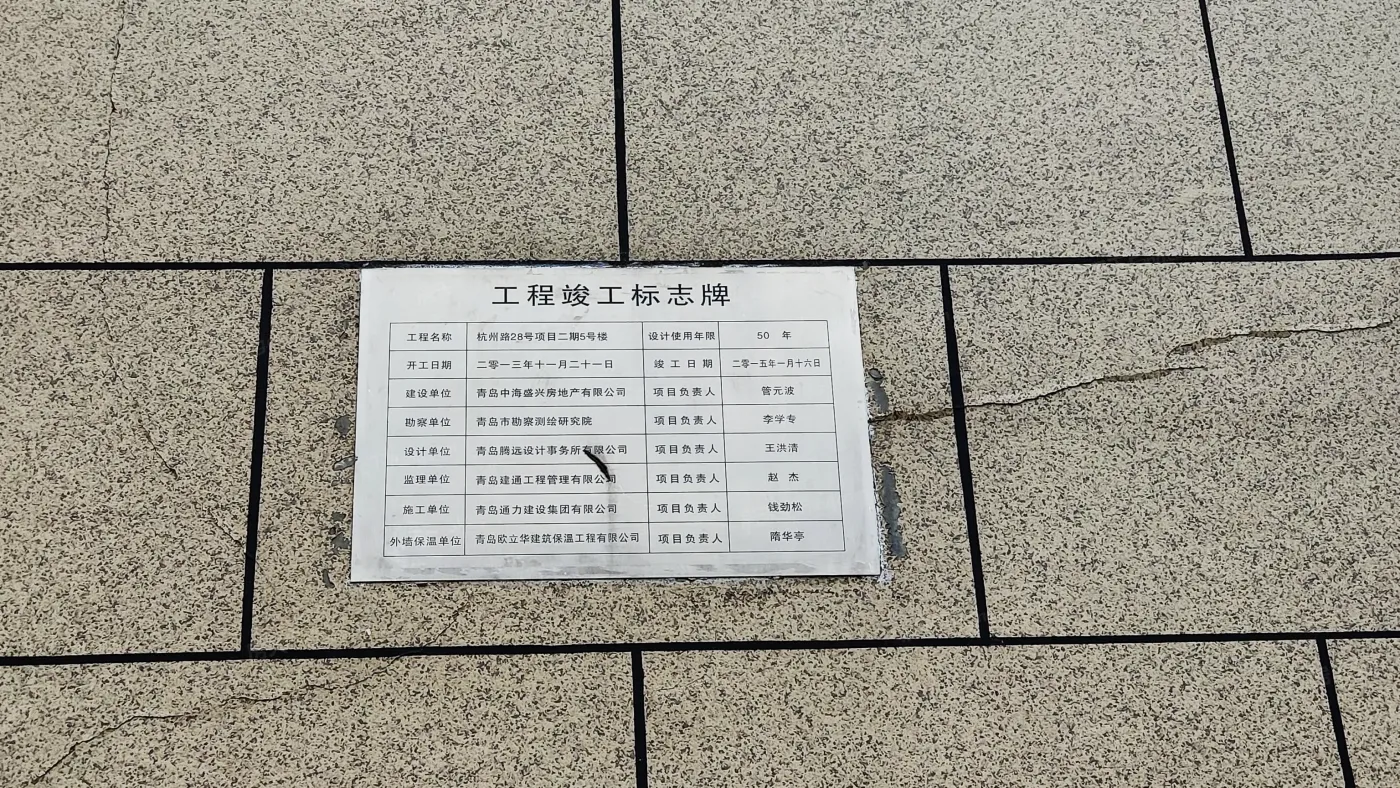 工程竣工标志牌
工程名称 杭州路28号项目二期5号楼 设计使用年限 50 年
开工日期 二零一三年十一月二十一日 竣工日期 二零一五年一月十六日
建设单位 青岛中海盛兴房地产有限公司 项目负责人 管元波
勘察单位 青岛市勘察测绘研究院 项目负责人 李学专
设计单位 青岛腾远设计事务所有限公司 项目负责人 王洪清
监理单位 青岛建通工程管理有限公司 项目负责人 赵 杰
施工单位 青岛通力建设集团有限公司 项目负责人 钱劲松
外墙保温单位 青岛欧立华建筑保温工程有限公司 项目负责人 隋华亭